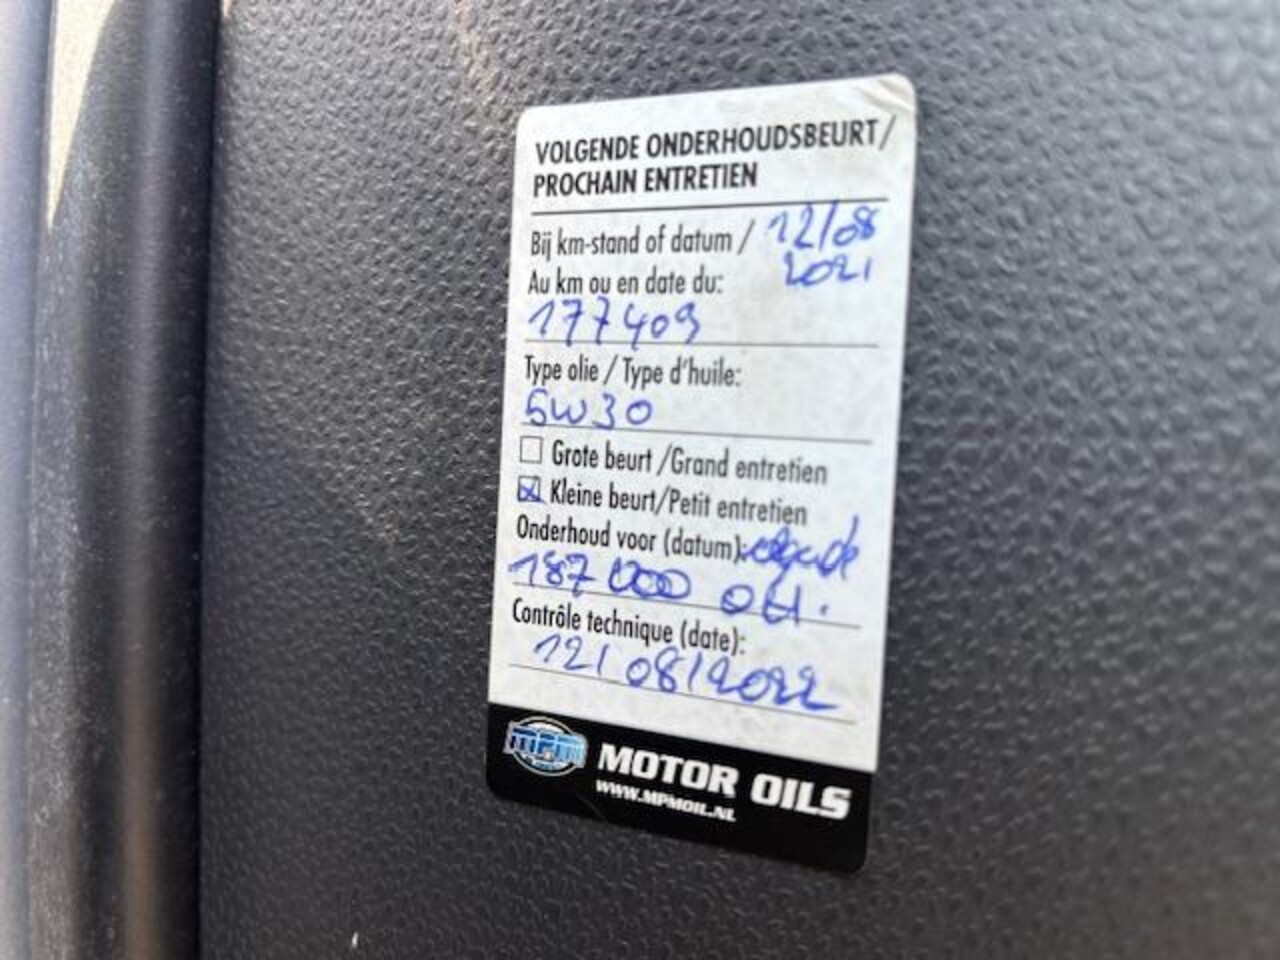 VOLGENDE ONDERHOUDSBEURT/
PROCHAIN ENTRETIEN
Bij km-stand of datum / 12/08
Au km ou en date du: 2021
177409
Type olie / Type d'huile:
5W30
Grote beurt /Grand entretien
Kleine beurt/Petit entretien
Onderhoud voor (datum): volgende
187000
Contrôle technique (date):
12/08/2022
MPM MOTOR OILS
WWW.MPMOIL.NL